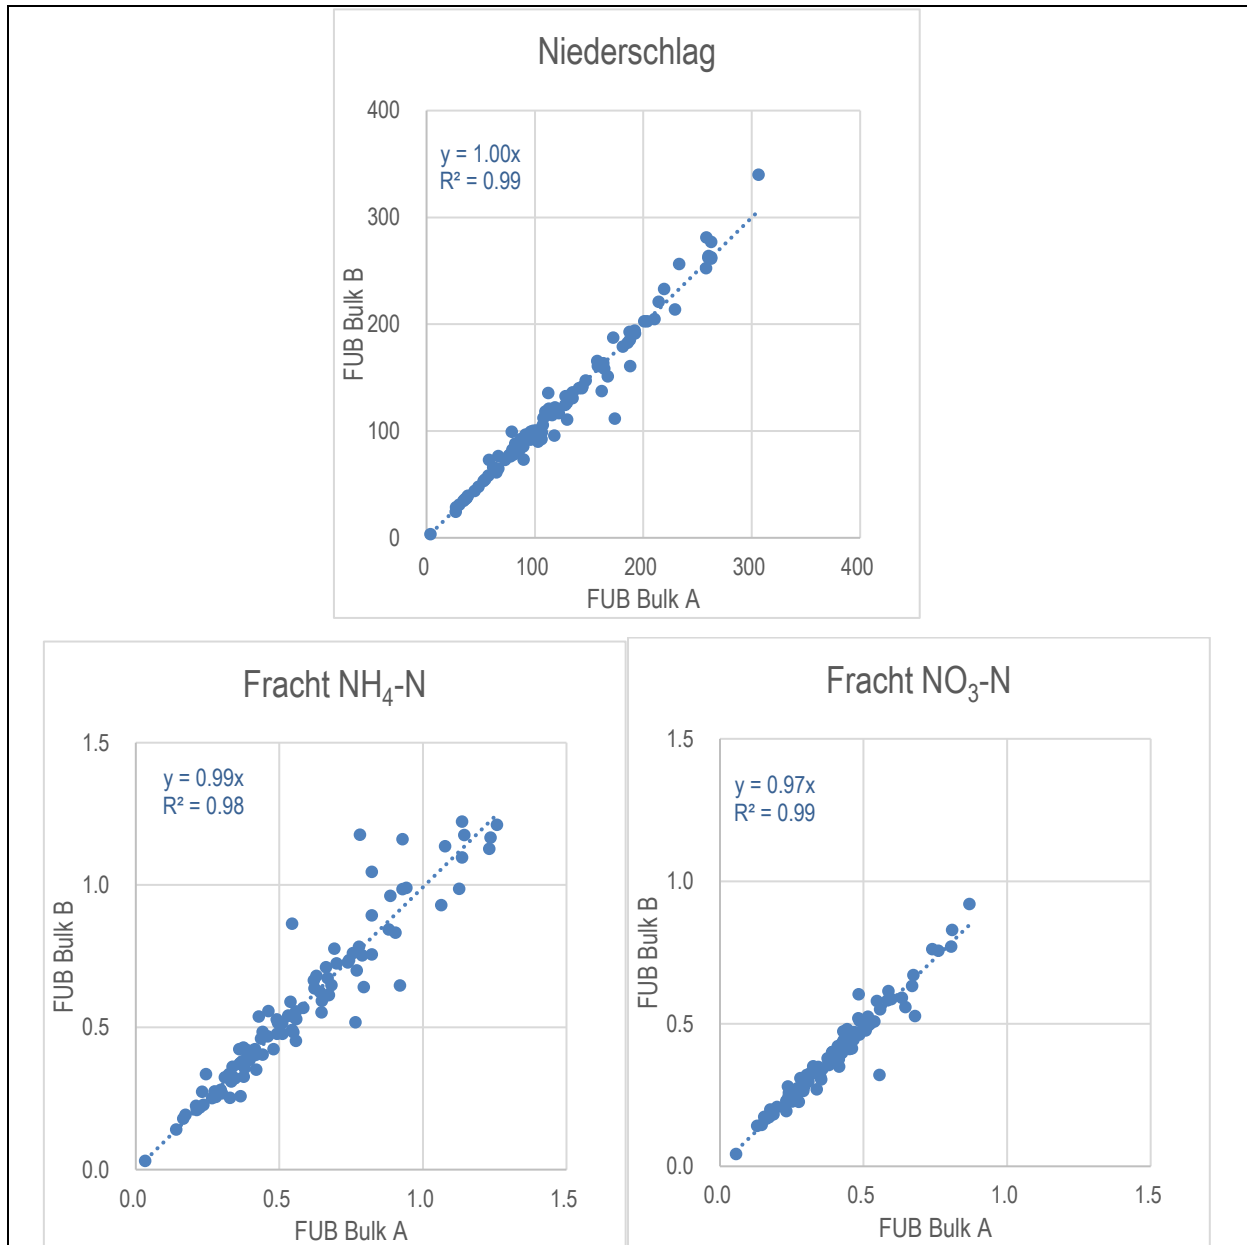 Niederschlag
400
y = 1.00x
R² = 0.99
300
200
100
0
FUB Bulk B
0 100 200 300 400
FUB Bulk A
Fracht NH₄-N
1.5
y = 0.99x
R² = 0.98
1.0
0.5
0.0
FUB Bulk B
0.0 0.5 1.0 1.5
FUB Bulk A
Fracht NO₃-N
1.5
y = 0.97x
R² = 0.99
1.0
0.5
0.0
FUB Bulk B
0.0 0.5 1.0 1.5
FUB Bulk A